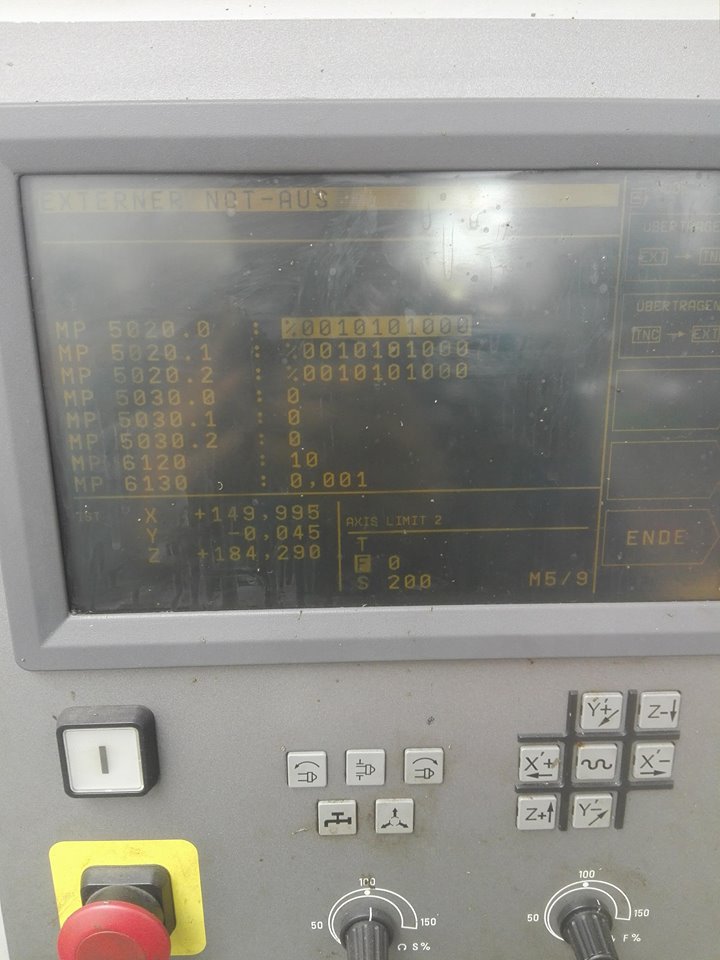 EXTERNER NOT-AUS
ÜBERTRAGEN
EXT → TNC
ÜBERTRAGEN
TNC → EXT
MP 5020.0 : %0010101000
MP 5020.1 : %0010101000
MP 5020.2 : %0010101000
MP 5030.0 : 0
MP 5030.1 : 0
MP 5030.2 : 0
MP 6120 : 10
MP 6130 : 0,001
IST X +149,995
Y -0,045
Z +184,290
AXIS LIMIT 2
T
F 0
S 200 M5/9
ENDE
I
Y'+
Z-
X'+
X'-
Z+
Y'-
50
100
150
S%
50
100
150
F%